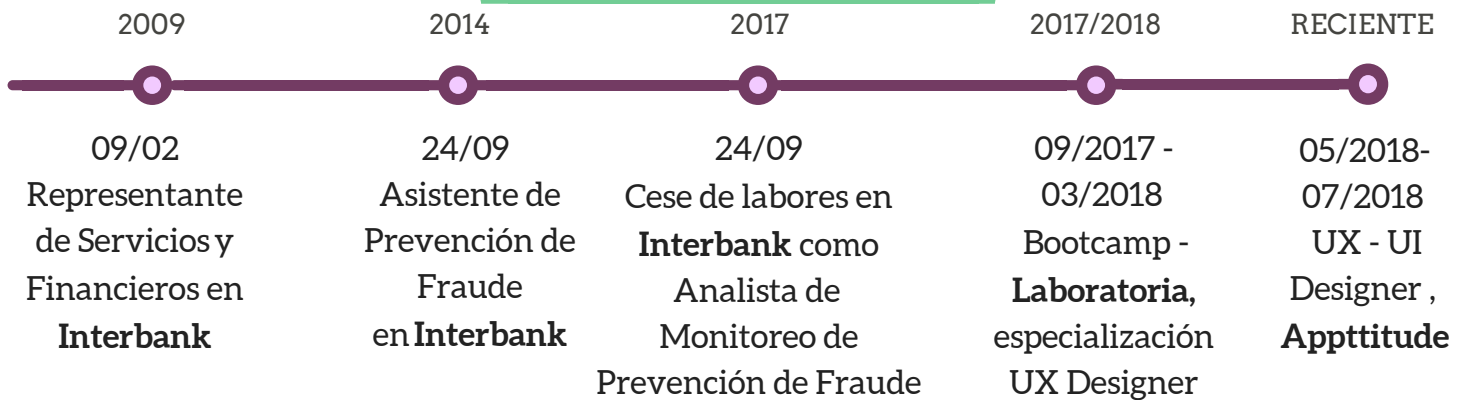 2009
09/02
Representante
de Servicios y
Financieros en
Interbank
2014
24/09
Asistente de
Prevención de
Fraude
en Interbank
2017
24/09
Cese de labores en
Interbank como
Analista de
Monitoreo de
Prevención de Fraude
2017/2018
09/2017 -
03/2018
Bootcamp -
Laboratoria,
especialización
UX Designer
RECIENTE
05/2018-
07/2018
UX - UI
Designer ,
Appttitude